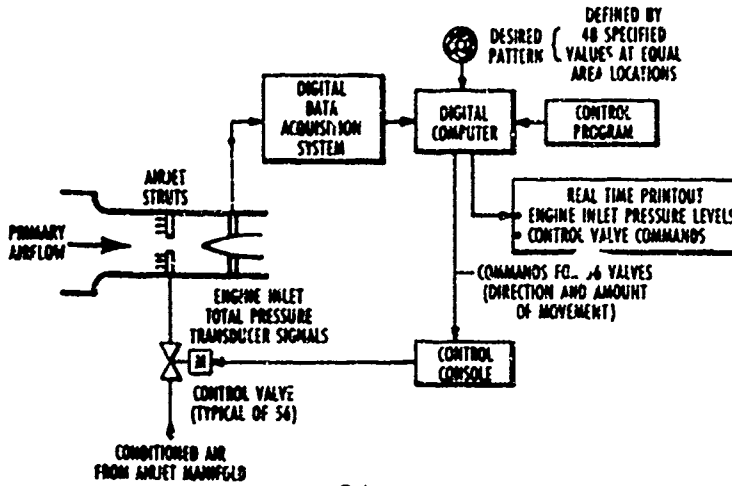 DESIRED
PATTERN
DEFINED BY
48 SPECIFIED
VALUES AT EQUAL
AREA LOCATIONS
DIGITAL
DATA
ACQUISITION
SYSTEM
DIGITAL
COMPUTER
CONTROL
PROGRAM
AIRJET
STRUTS
REAL TIME PRINTOUT
ENGINE INLET PRESSURE LEVELS
CONTROL VALVE COMMANDS
PRIMARY
AIRFLOW
COMMANDS FOR 56 VALVES
(DIRECTION AND AMOUNT
OF MOVEMENT)
ENGINE INLET
TOTAL PRESSURE
TRANSDUCER SIGNALS
M
CONTROL
CONSOLE
CONTROL VALVE
(TYPICAL OF 56)
CONDITIONED AIR
FROM AIRJET MANIFOLD